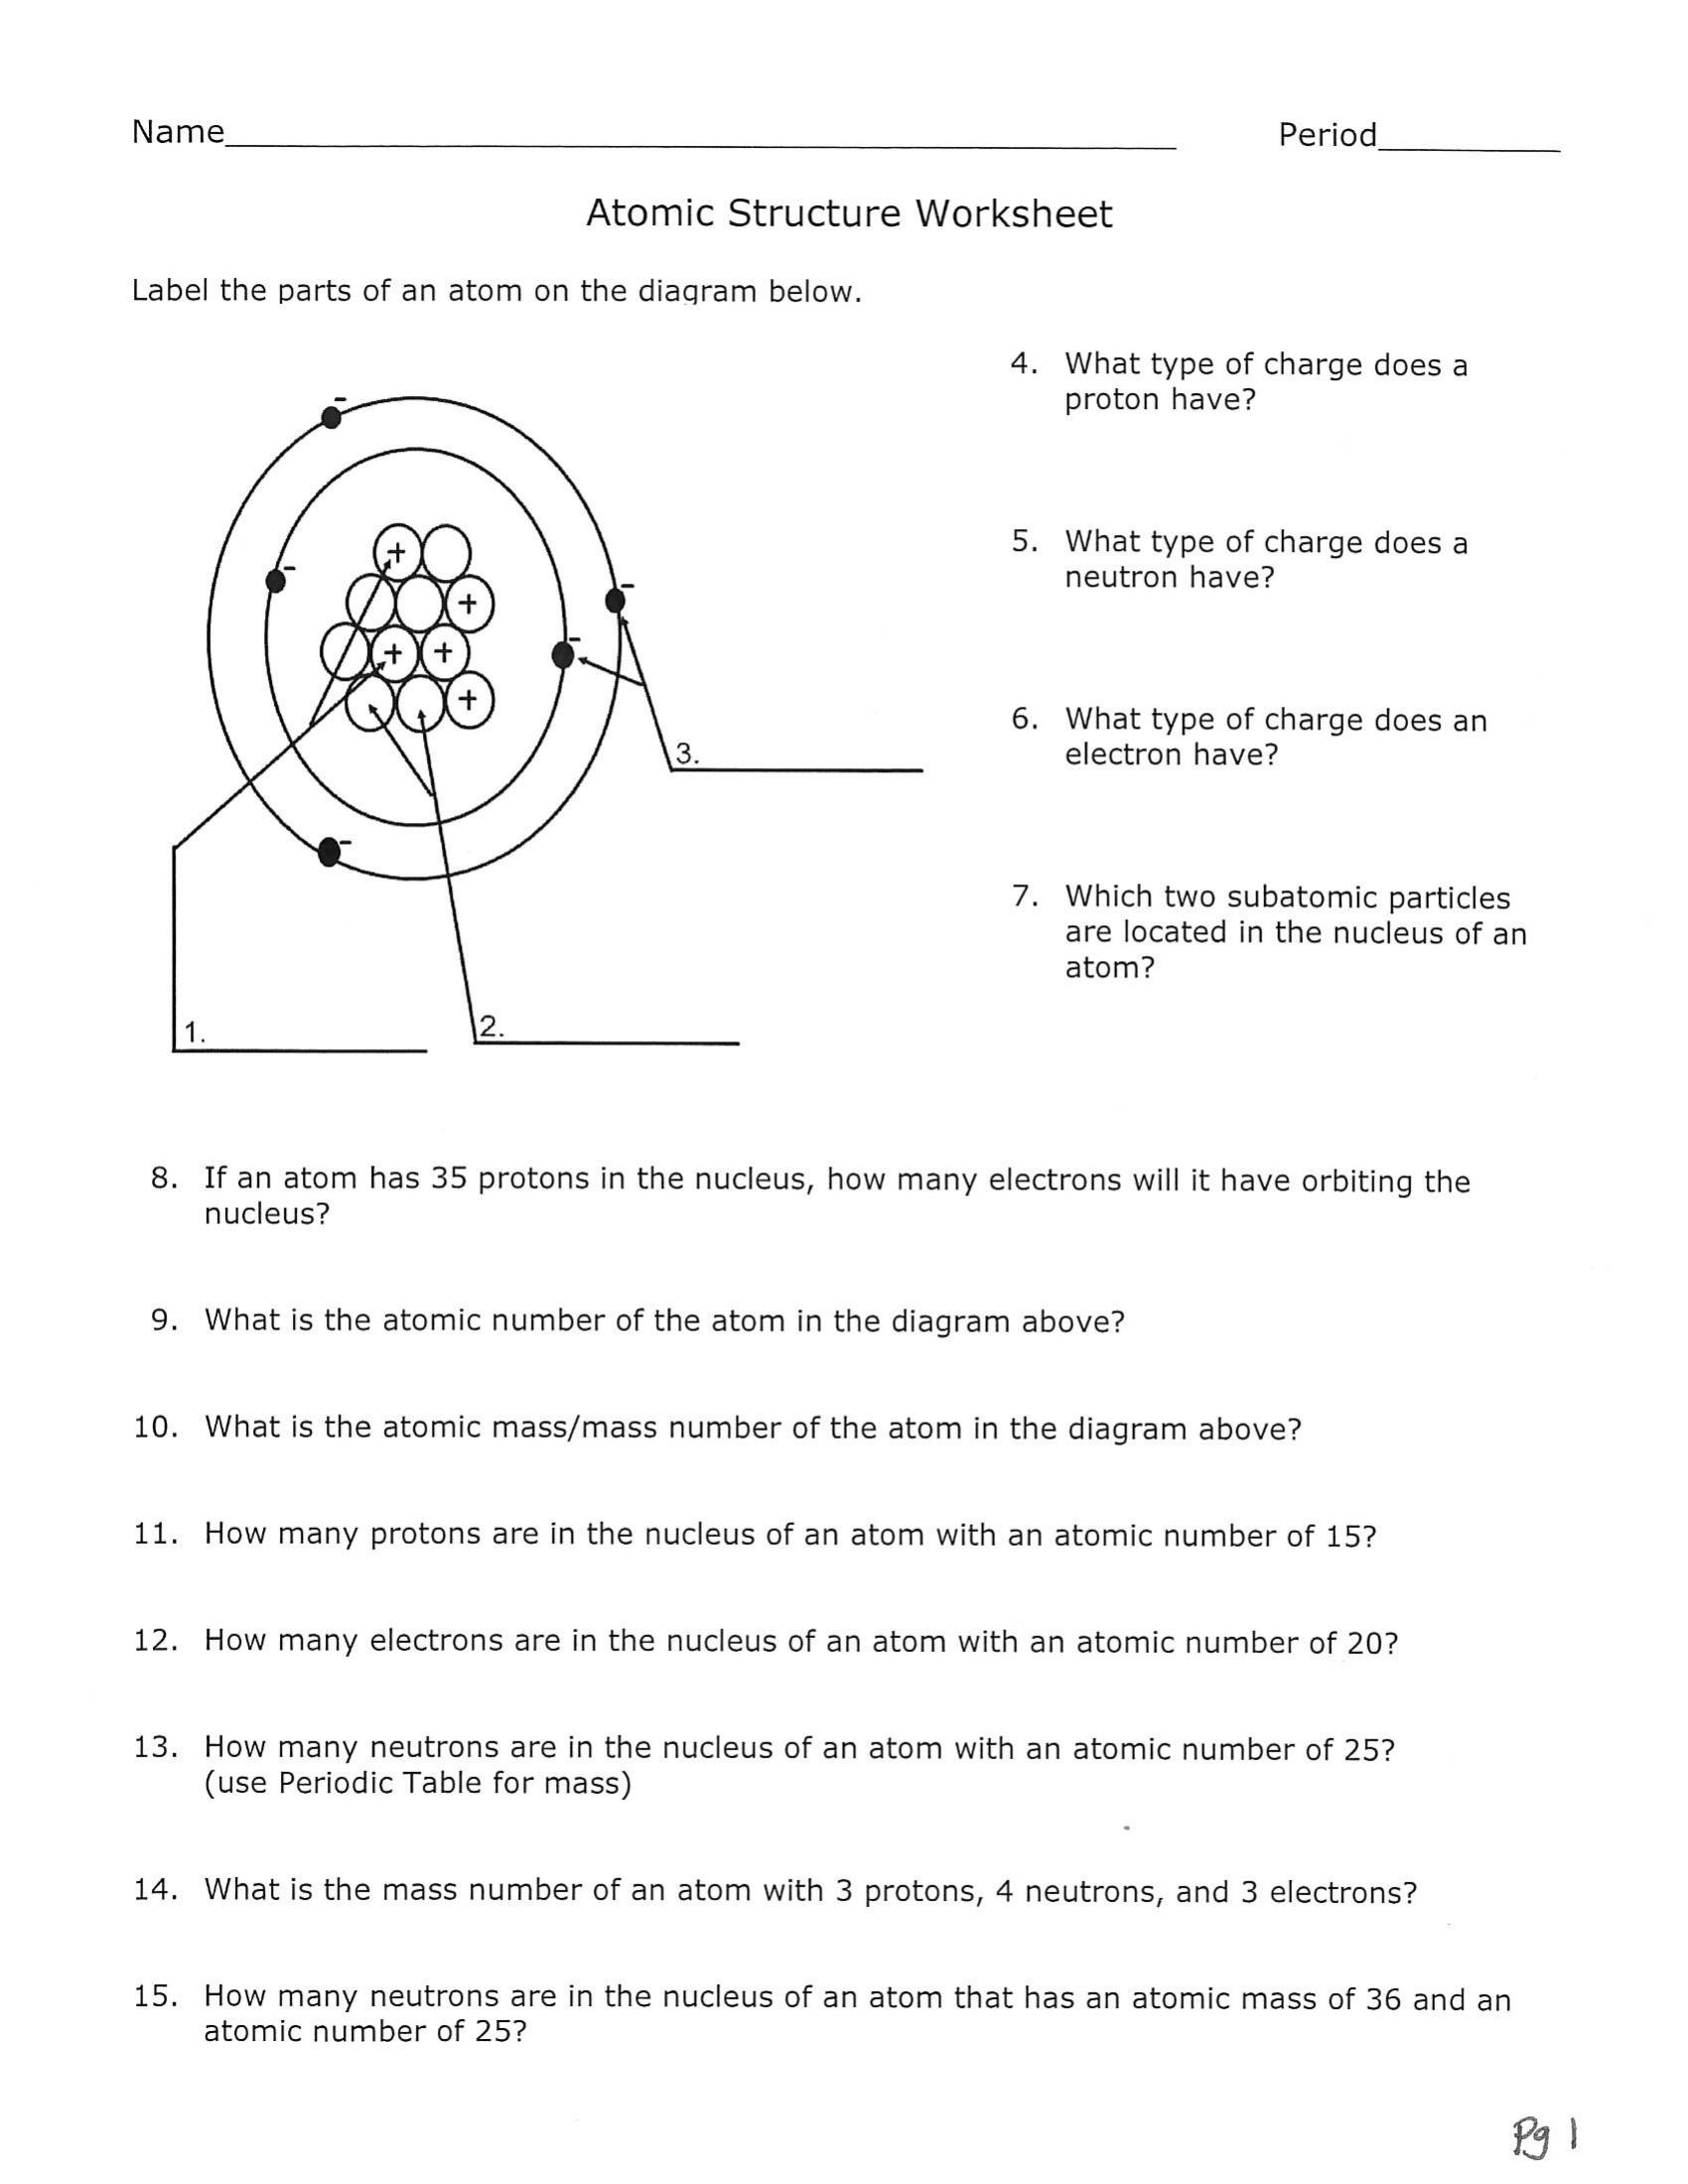 Name Period
Atomic Structure Worksheet
Label the parts of an atom on the diagram below.
4. What type of charge does a
proton have?
5. What type of charge does a
neutron have?
6. What type of charge does an
electron have?
7. Which two subatomic particles
are located in the nucleus of an
atom?
-
-
-
-
-
+
+
+ +
+
3.
1.
2.
8. If an atom has 35 protons in the nucleus, how many electrons will it have orbiting the
nucleus?
9. What is the atomic number of the atom in the diagram above?
10. What is the atomic mass/mass number of the atom in the diagram above?
11. How many protons are in the nucleus of an atom with an atomic number of 15?
12. How many electrons are in the nucleus of an atom with an atomic number of 20?
13. How many neutrons are in the nucleus of an atom with an atomic number of 25?
(use Periodic Table for mass)
14. What is the mass number of an atom with 3 protons, 4 neutrons, and 3 electrons?
15. How many neutrons are in the nucleus of an atom that has an atomic mass of 36 and an
atomic number of 25?
Pg 1